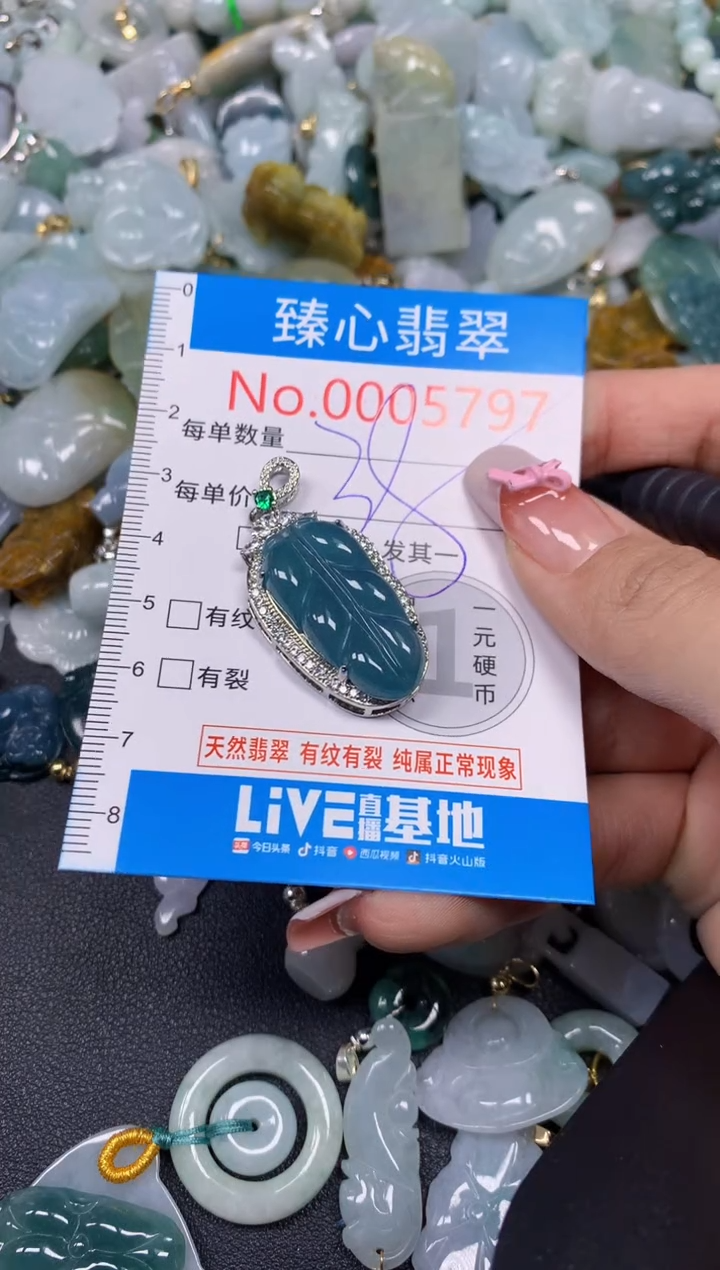 0
臻心翡翠
1
No.0005797
2
每单数量
3
每单价
4
发其一
5
有纹
一元硬币
1
6
有裂
7
天然翡翠 有纹有裂 纯属正常现象
8
LiVE直播基地
今日头条 抖音 西瓜视频 抖音火山版